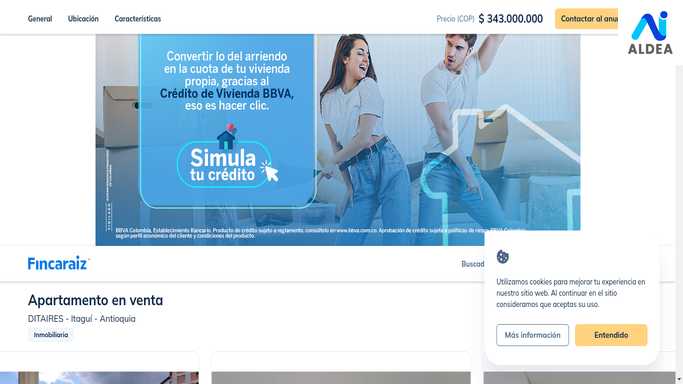 General Ubicación Características Precio (COP) $ 343.000.000 Contactar al anun
ALDEA
Convertir lo del arriendo
en la cuota de tu vivienda
propia, gracias al
Crédito de Vivienda BBVA,
eso es hacer clic.
Simula
tu crédito
BBVA Colombia, Establecimiento Bancario. Producto de crédito sujeto a reglamento, consúltelo en www.bbva.com.co. Aprobación de crédito sujeta a políticas de riesgo BBVA Colombia,
según perfil económico del cliente y condiciones del producto.
Fincaraiz Buscad
Apartamento en venta
DITAIRES - Itaguí - Antioquia
Inmobiliaria
Utilizamos cookies para mejorar tu experiencia en
nuestro sitio web. Al continuar en el sitio
consideramos que aceptas su uso.
Más información Entendido